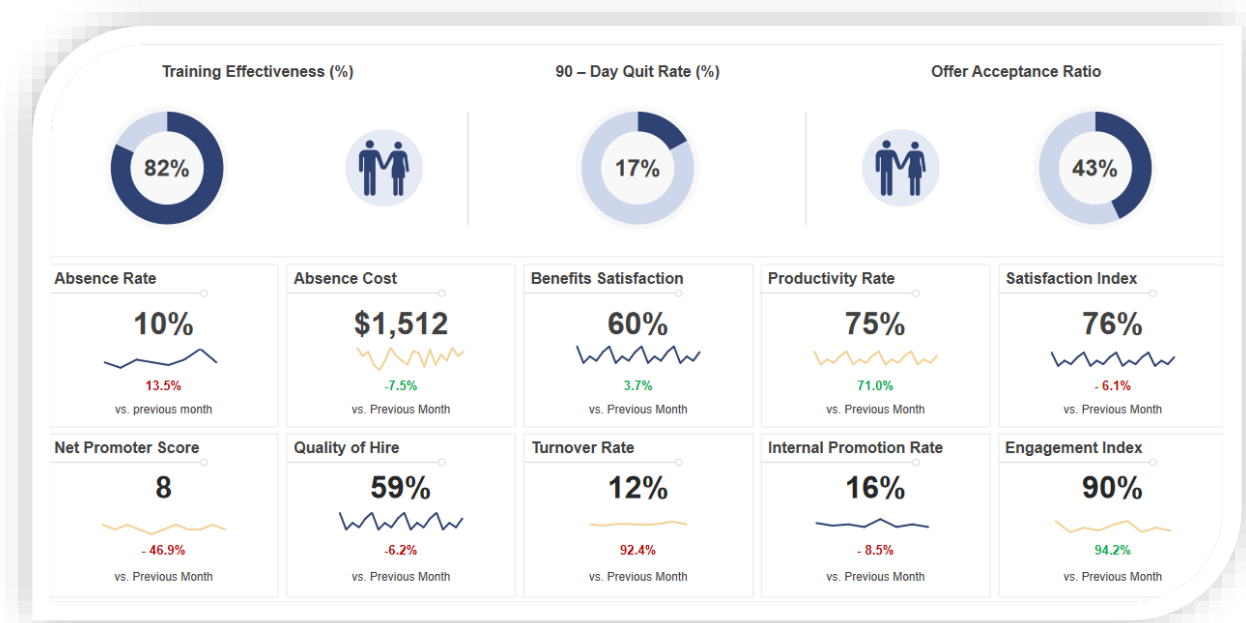 Training Effectiveness (%)
90 – Day Quit Rate (%)
Offer Acceptance Ratio
82%
17%
43%
Absence Rate
10%
13.5%
vs. previous month
Absence Cost
$1,512
-7.5%
vs. Previous Month
Benefits Satisfaction
60%
3.7%
vs. Previous Month
Productivity Rate
75%
71.0%
vs. Previous Month
Satisfaction Index
76%
- 6.1%
vs. Previous Month
Net Promoter Score
8
- 46.9%
vs. Previous Month
Quality of Hire
59%
-6.2%
vs. Previous Month
Turnover Rate
12%
92.4%
vs. Previous Month
Internal Promotion Rate
16%
- 8.5%
vs. Previous Month
Engagement Index
90%
94.2%
vs. Previous Month